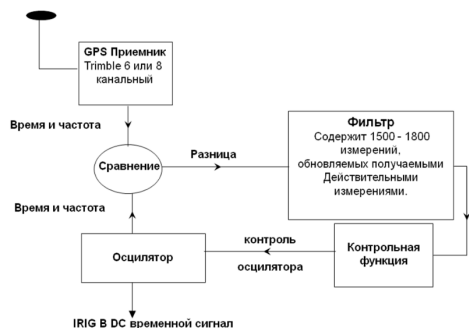 GPS Приемник
Trimble 6 или 8
канальный
Время и частота
Сравнение
Разница
Фильтр
Содержит 1500 - 1800
измерений,
обновляемых получаемыми
Действительными
измерениями.
Время и частота
Осцилятор
контроль
осцилятора
Контрольная
функция
IRIG B DC временной сигнал